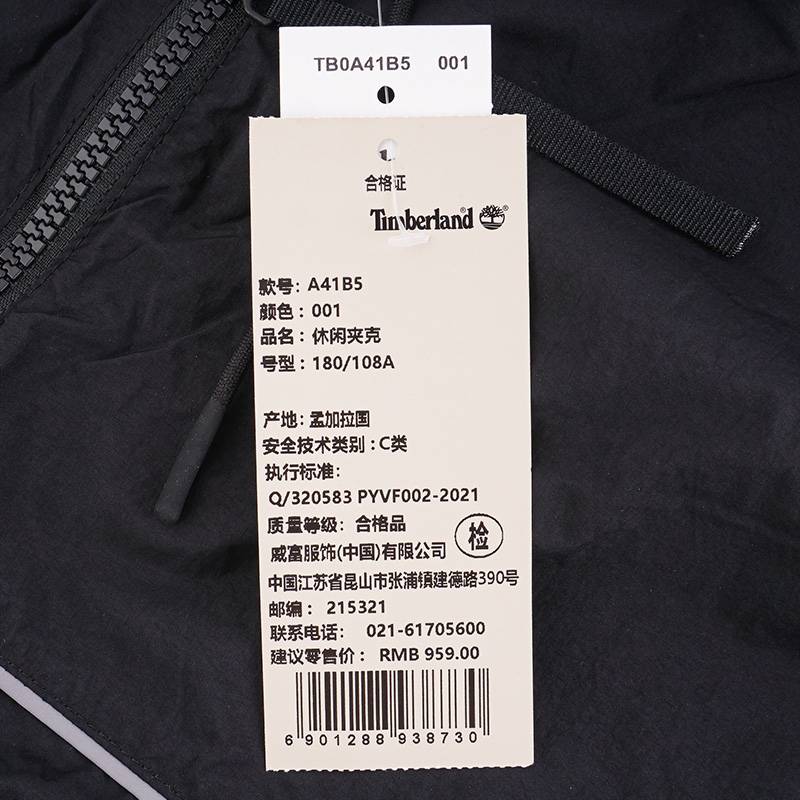 TB0A41B5 001
合格证
Timberland®
款号: A41B5
颜色: 001
品名: 休闲夹克
号型: 180/108A
产地: 孟加拉国
安全技术类别: C类
执行标准:
Q/320583 PYVF002-2021
质量等级: 合格品
检
威富服饰(中国)有限公司
中国江苏省昆山市张浦镇建德路390号
邮编: 215321
联系电话: 021-61705600
建议零售价: RMB 959.00
6 901288 938730